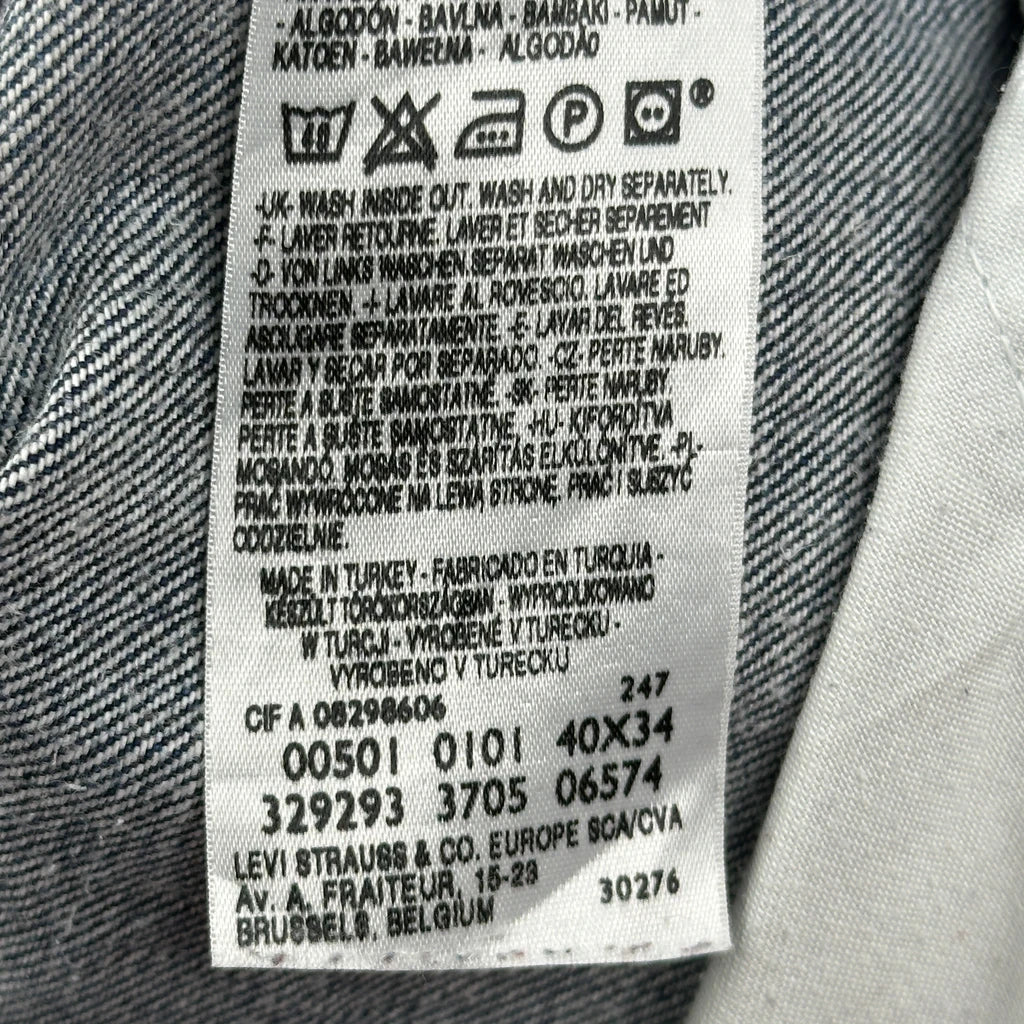 - ALGODÓN - BAVLNA - BAMBAKI - PAMUT -
KATOEN - BAWEŁNA - ALGODÃO
40 P ®
-UK- WASH INSIDE OUT. WASH AND DRY SEPARATELY.
-F- LAVER RETOURNE. LAVER ET SECHER SEPAREMENT
-D- VON LINKS WASCHEN. SEPARAT WASCHEN UND
TROCKNEN. -I- LAVARE AL ROVESCIO. LAVARE ED
ASCIUGARE SEPARATAMENTE. -E- LAVAR DEL REVÉS.
LAVAR Y SECAR POR SEPARADO -CZ- PERTE NARUBY.
PERTE A SUŠTE SAMOSTATNĚ. -SK- PERTE NARUBY
PERTE A SUŠTE SAMOSTATNE. -HU- KIFORDÍTVA
MOSANDÓ. MOSÁS ÉS SZÁRÍTÁS ELKÜLÖNÍTVE. -PL-
PRAĆ WYWRÓCONE NA LEWĄ STRONĘ. PRAĆ I SUSZYĆ
ODDZIELNIE.
MADE IN TURKEY - FABRICADO EN TURQUIA -
KÉSZÜLT TÖRÖKORSZÁGBAN - WYPRODUKOWANO
W TURCJI - VYROBENÉ V TURECKU -
VYROBENO V TURECKU
247
CIF A 08298606
00501 0101 40X34
329293 3705 06574
LEVI STRAUSS & CO. EUROPE SCA/CVA
AV. A. FRAITEUR, 15-23 30276
BRUSSELS, BELGIUM